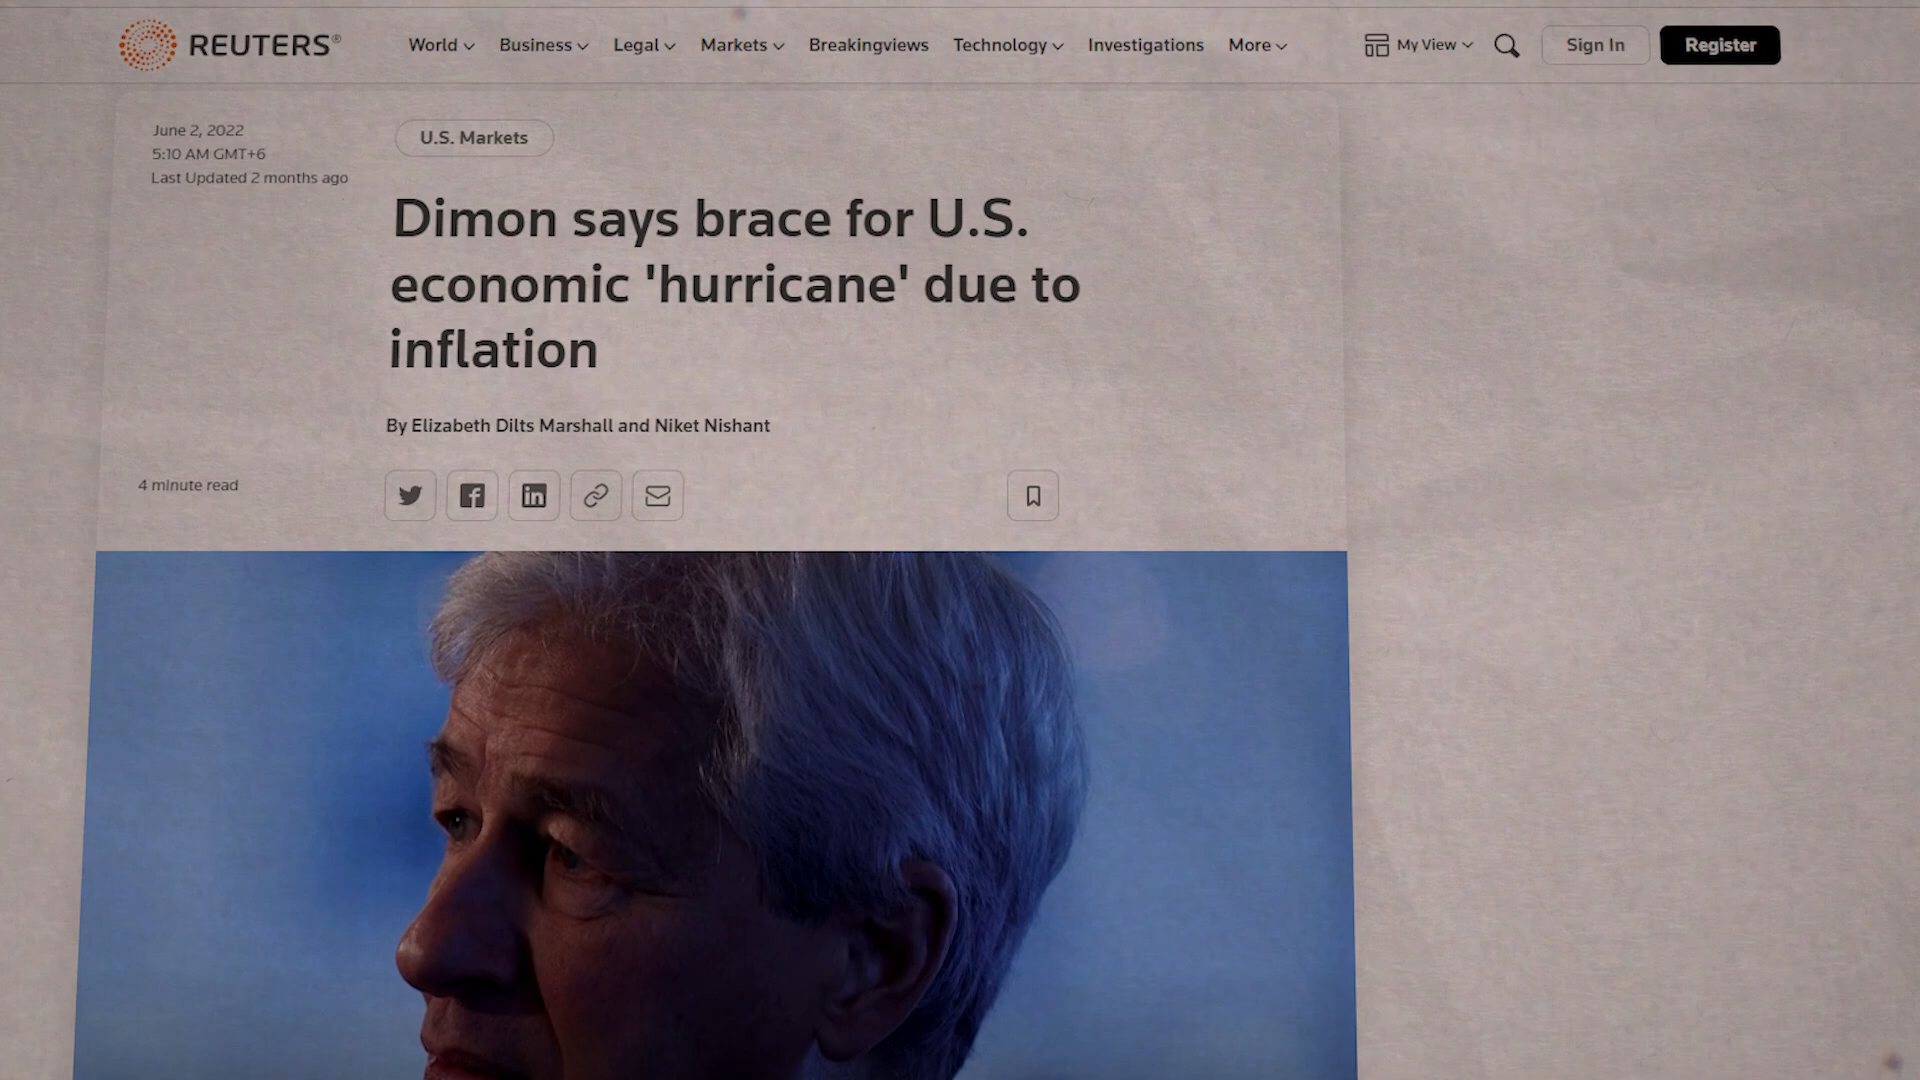 REUTERS®
World Business Legal Markets Breakingviews Technology Investigations More My View Sign In Register
June 2, 2022
5:10 AM GMT+6
Last Updated 2 months ago
U.S. Markets
Dimon says brace for U.S.
economic 'hurricane' due to
inflation
By Elizabeth Dilts Marshall and Niket Nishant
4 minute read